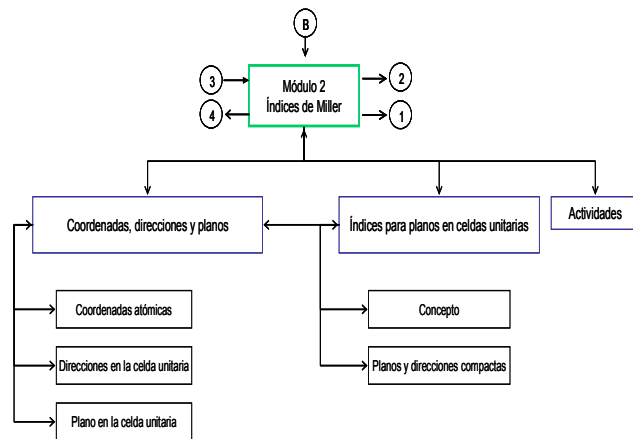 B
3
Módulo 2
Índices de Miller
2
4
1
Coordenadas, direcciones y planos
Índices para planos en celdas unitarias
Actividades
Coordenadas atómicas
Concepto
Direcciones en la celda unitaria
Planos y direcciones compactas
Plano en la celda unitaria